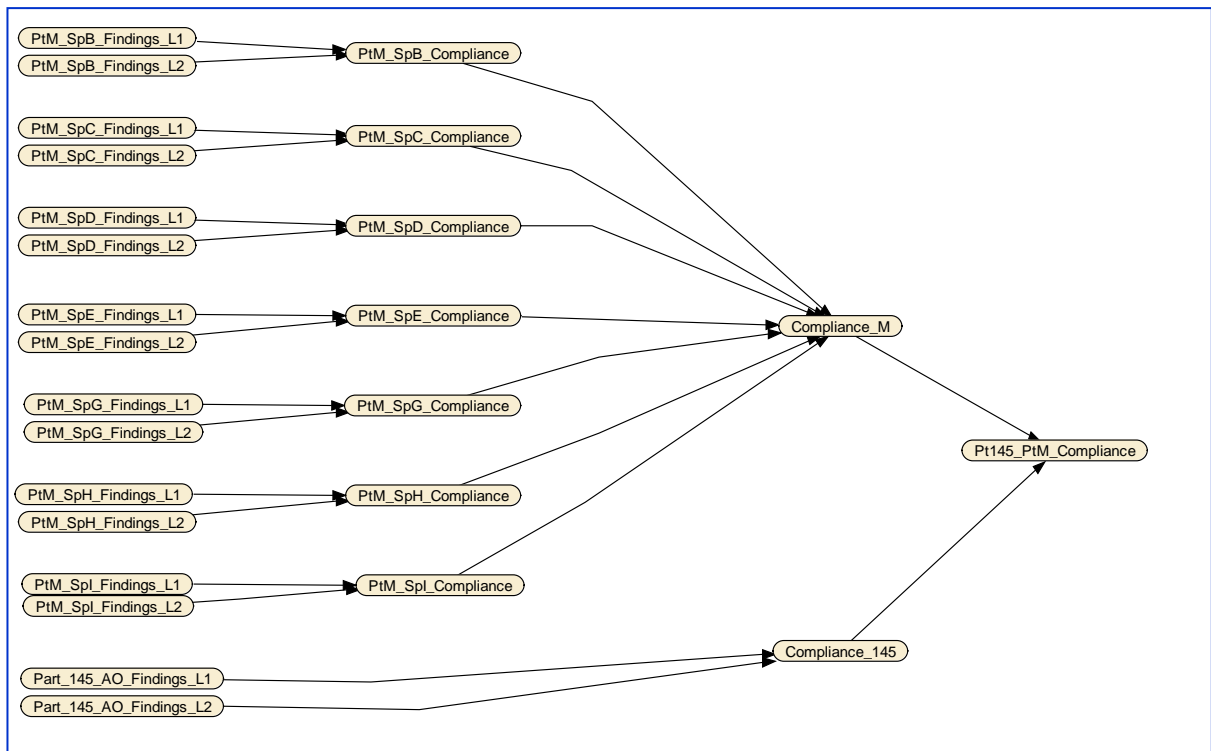 PtM_SpB_Findings_L1
PtM_SpB_Findings_L2
PtM_SpB_Compliance
PtM_SpC_Findings_L1
PtM_SpC_Findings_L2
PtM_SpC_Compliance
PtM_SpD_Findings_L1
PtM_SpD_Findings_L2
PtM_SpD_Compliance
PtM_SpE_Findings_L1
PtM_SpE_Findings_L2
PtM_SpE_Compliance
Compliance_M
PtM_SpG_Findings_L1
PtM_SpG_Findings_L2
PtM_SpG_Compliance
Pt145_PtM_Compliance
PtM_SpH_Findings_L1
PtM_SpH_Findings_L2
PtM_SpH_Compliance
PtM_SpI_Findings_L1
PtM_SpI_Findings_L2
PtM_SpI_Compliance
Compliance_145
Part_145_AO_Findings_L1
Part_145_AO_Findings_L2